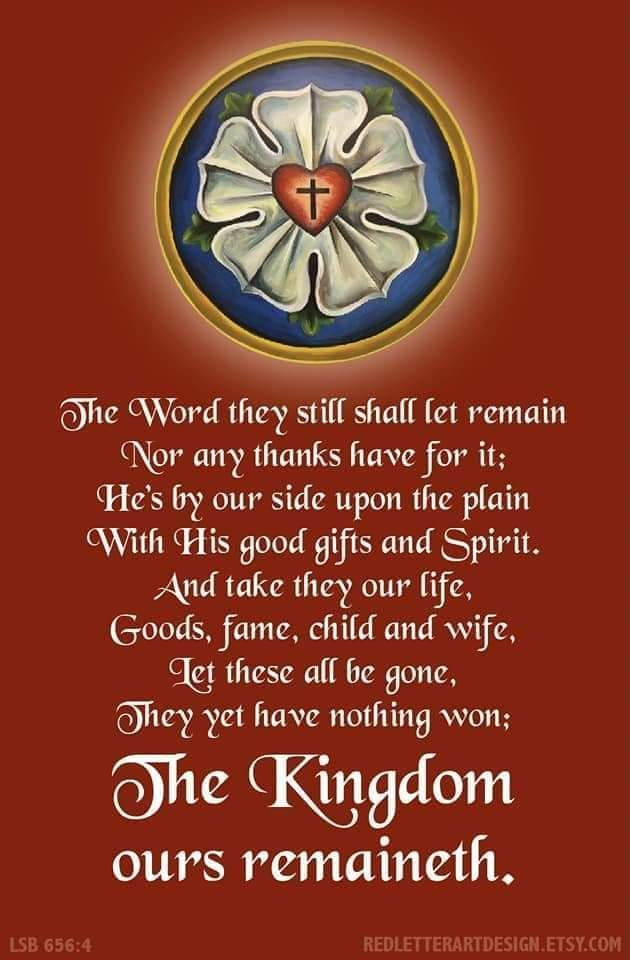 The Word they still shall let remain
Nor any thanks have for it;
He's by our side upon the plain
With His good gifts and Spirit.
And take they our life,
Goods, fame, child and wife,
Let these all be gone,
They yet have nothing won;
The Kingdom
ours remaineth.
LSB 656:4
REDLETTERARTDESIGN.ETSY.COM